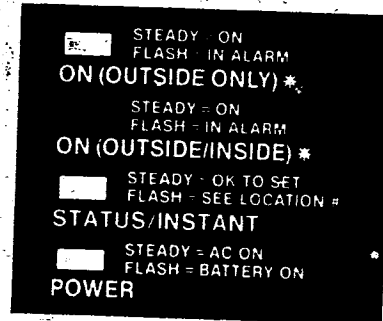 STEADY = ON
FLASH = IN ALARM
ON (OUTSIDE ONLY) *
STEADY = ON
FLASH = IN ALARM
ON (OUTSIDE/INSIDE) *
STEADY = OK TO SET
FLASH = SEE LOCATION #
STATUS/INSTANT
STEADY = AC ON
FLASH = BATTERY ON
POWER